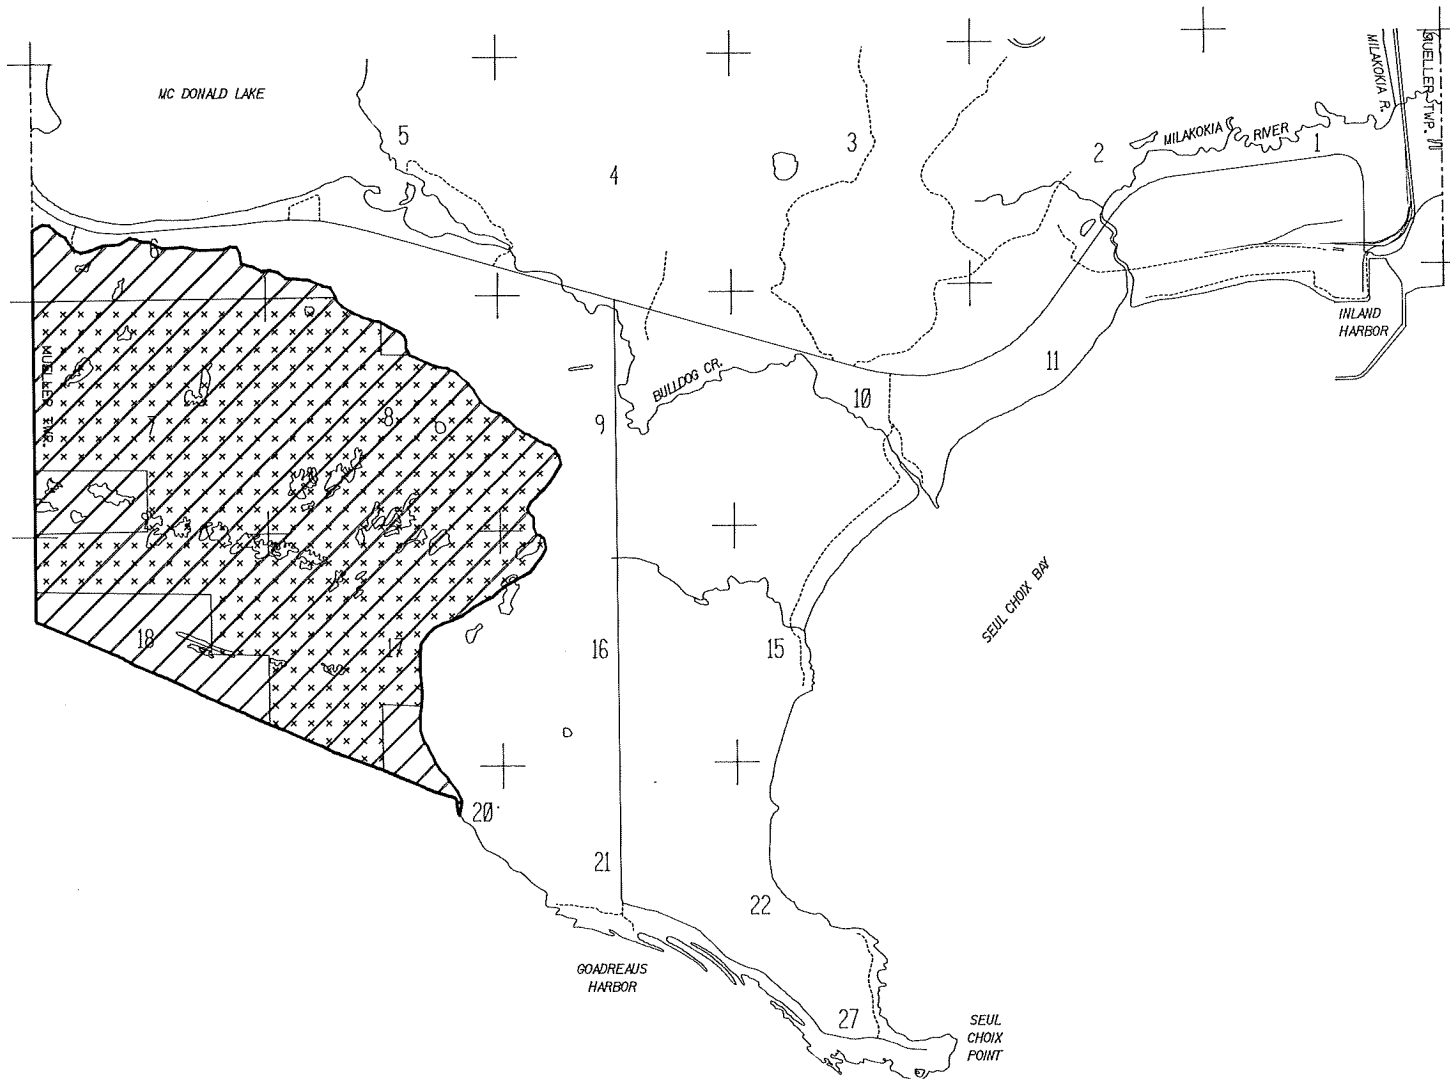 MC DONALD LAKE
5
4
3
2
MILAKOKIA
RIVER
1
MILAKOKIA R.
MUELLER TWP.
INLAND
HARBOR
MUELLER TWP.
7
8
9
BULLDOG CR.
10
11
SEUL CHOIX BAY
18
17
16
15
20
21
22
GOADREAUS
HARBOR
27
SEUL
CHOIX
POINT